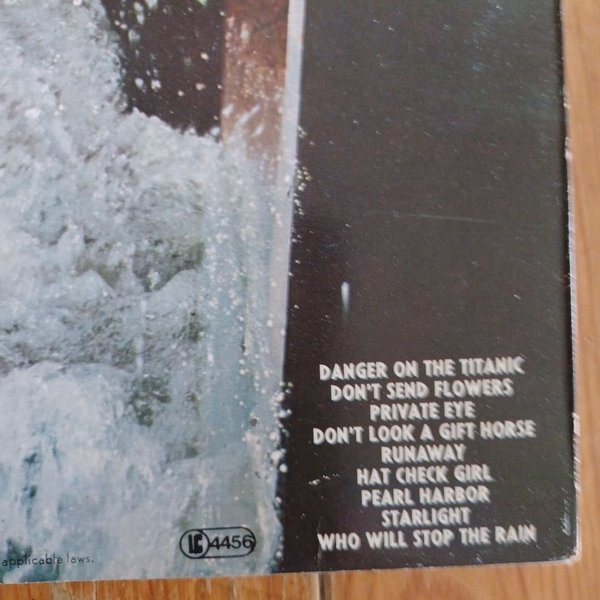 DANGER ON THE TITANIC
DON'T SEND FLOWERS
PRIVATE EYE
DON'T LOOK A GIFT HORSE
RUNAWAY
HAT CHECK GIRL
PEARL HARBOR
STARLIGHT
WHO WILL STOP THE RAIN
LC 4456
applicable laws.